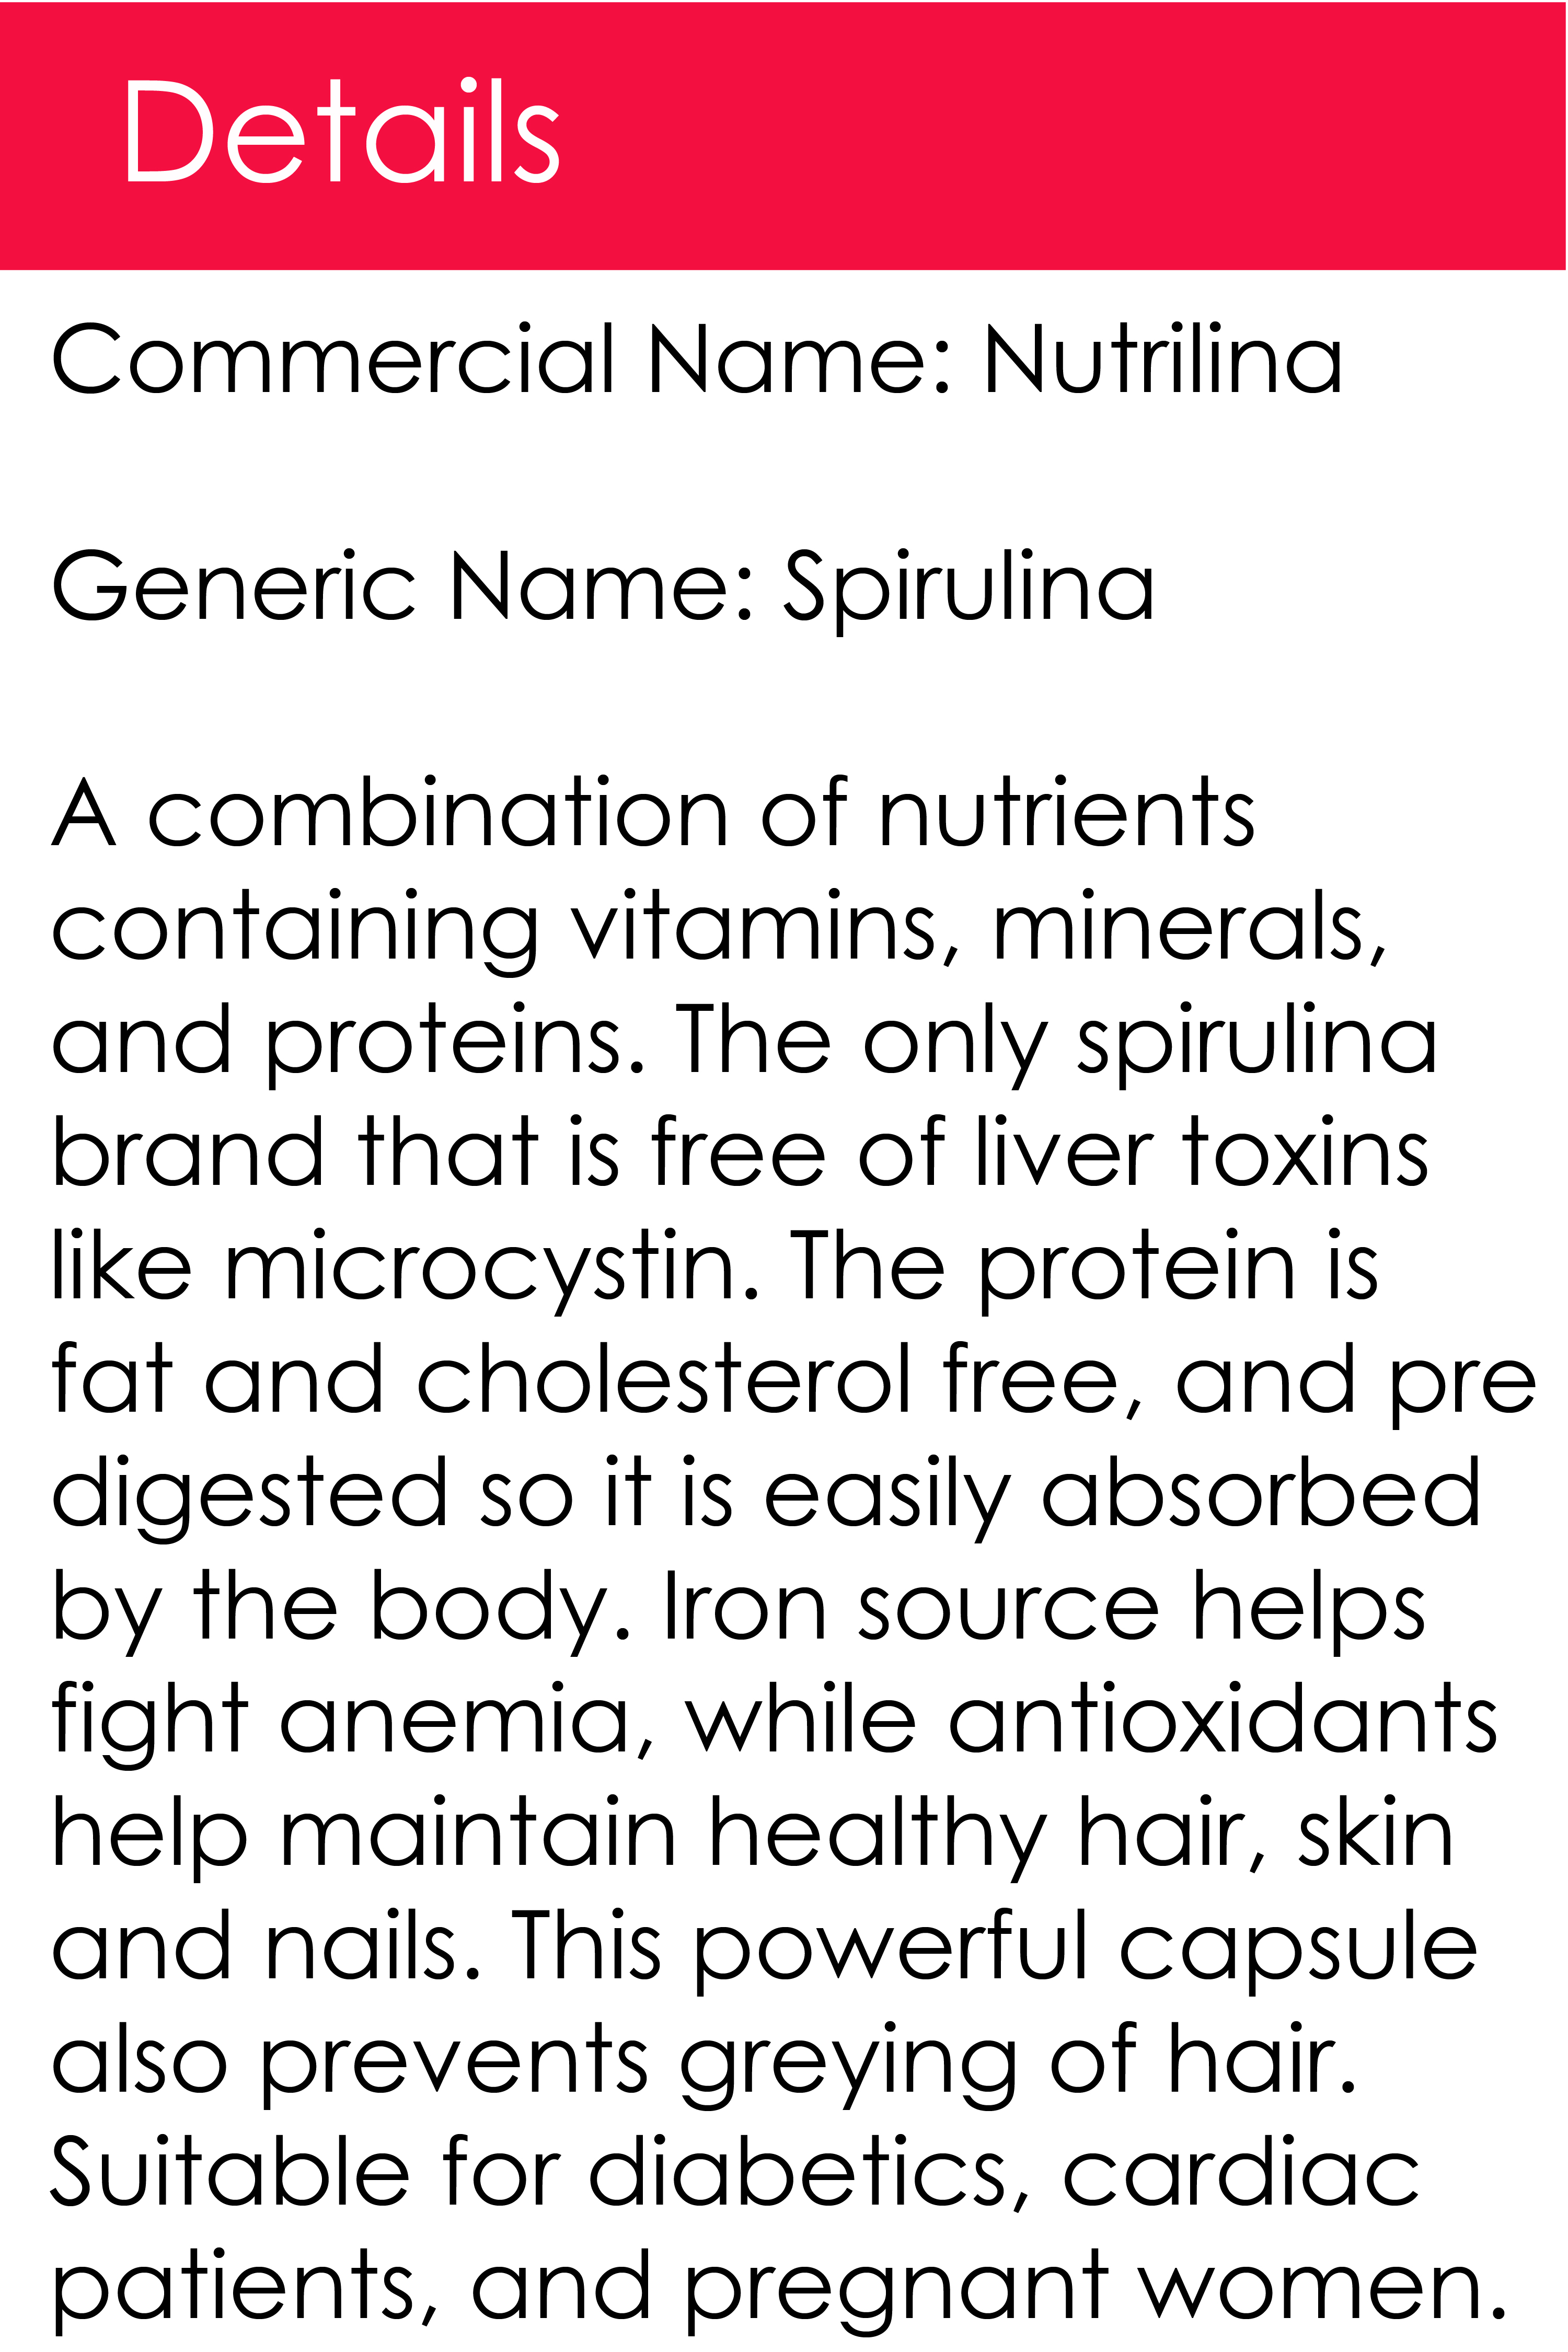 Details
Commercial Name: Nutrilina
Generic Name: Spirulina
A combination of nutrients
containing vitamins, minerals,
and proteins. The only spirulina
brand that is free of liver toxins
like microcystin. The protein is
fat and cholesterol free, and pre
digested so it is easily absorbed
by the body. Iron source helps
fight anemia, while antioxidants
help maintain healthy hair, skin
and nails. This powerful capsule
also prevents greying of hair.
Suitable for diabetics, cardiac
patients, and pregnant women.